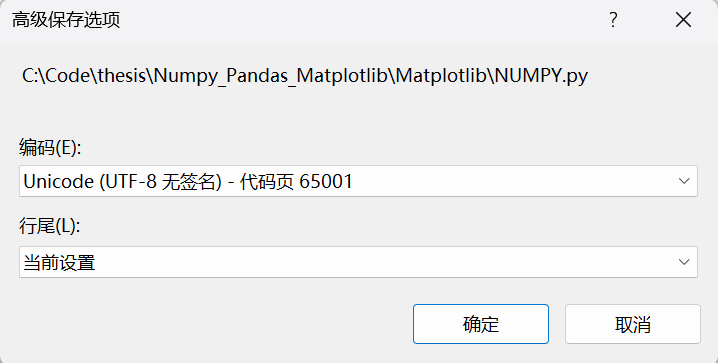 高级保存选项
?
C:\Code\thesis\Numpy_Pandas_Matplotlib\Matplotlib\NUMPY.py
编码(E):
Unicode (UTF-8 无签名) - 代码页 65001
行尾(L):
当前设置
确定
取消